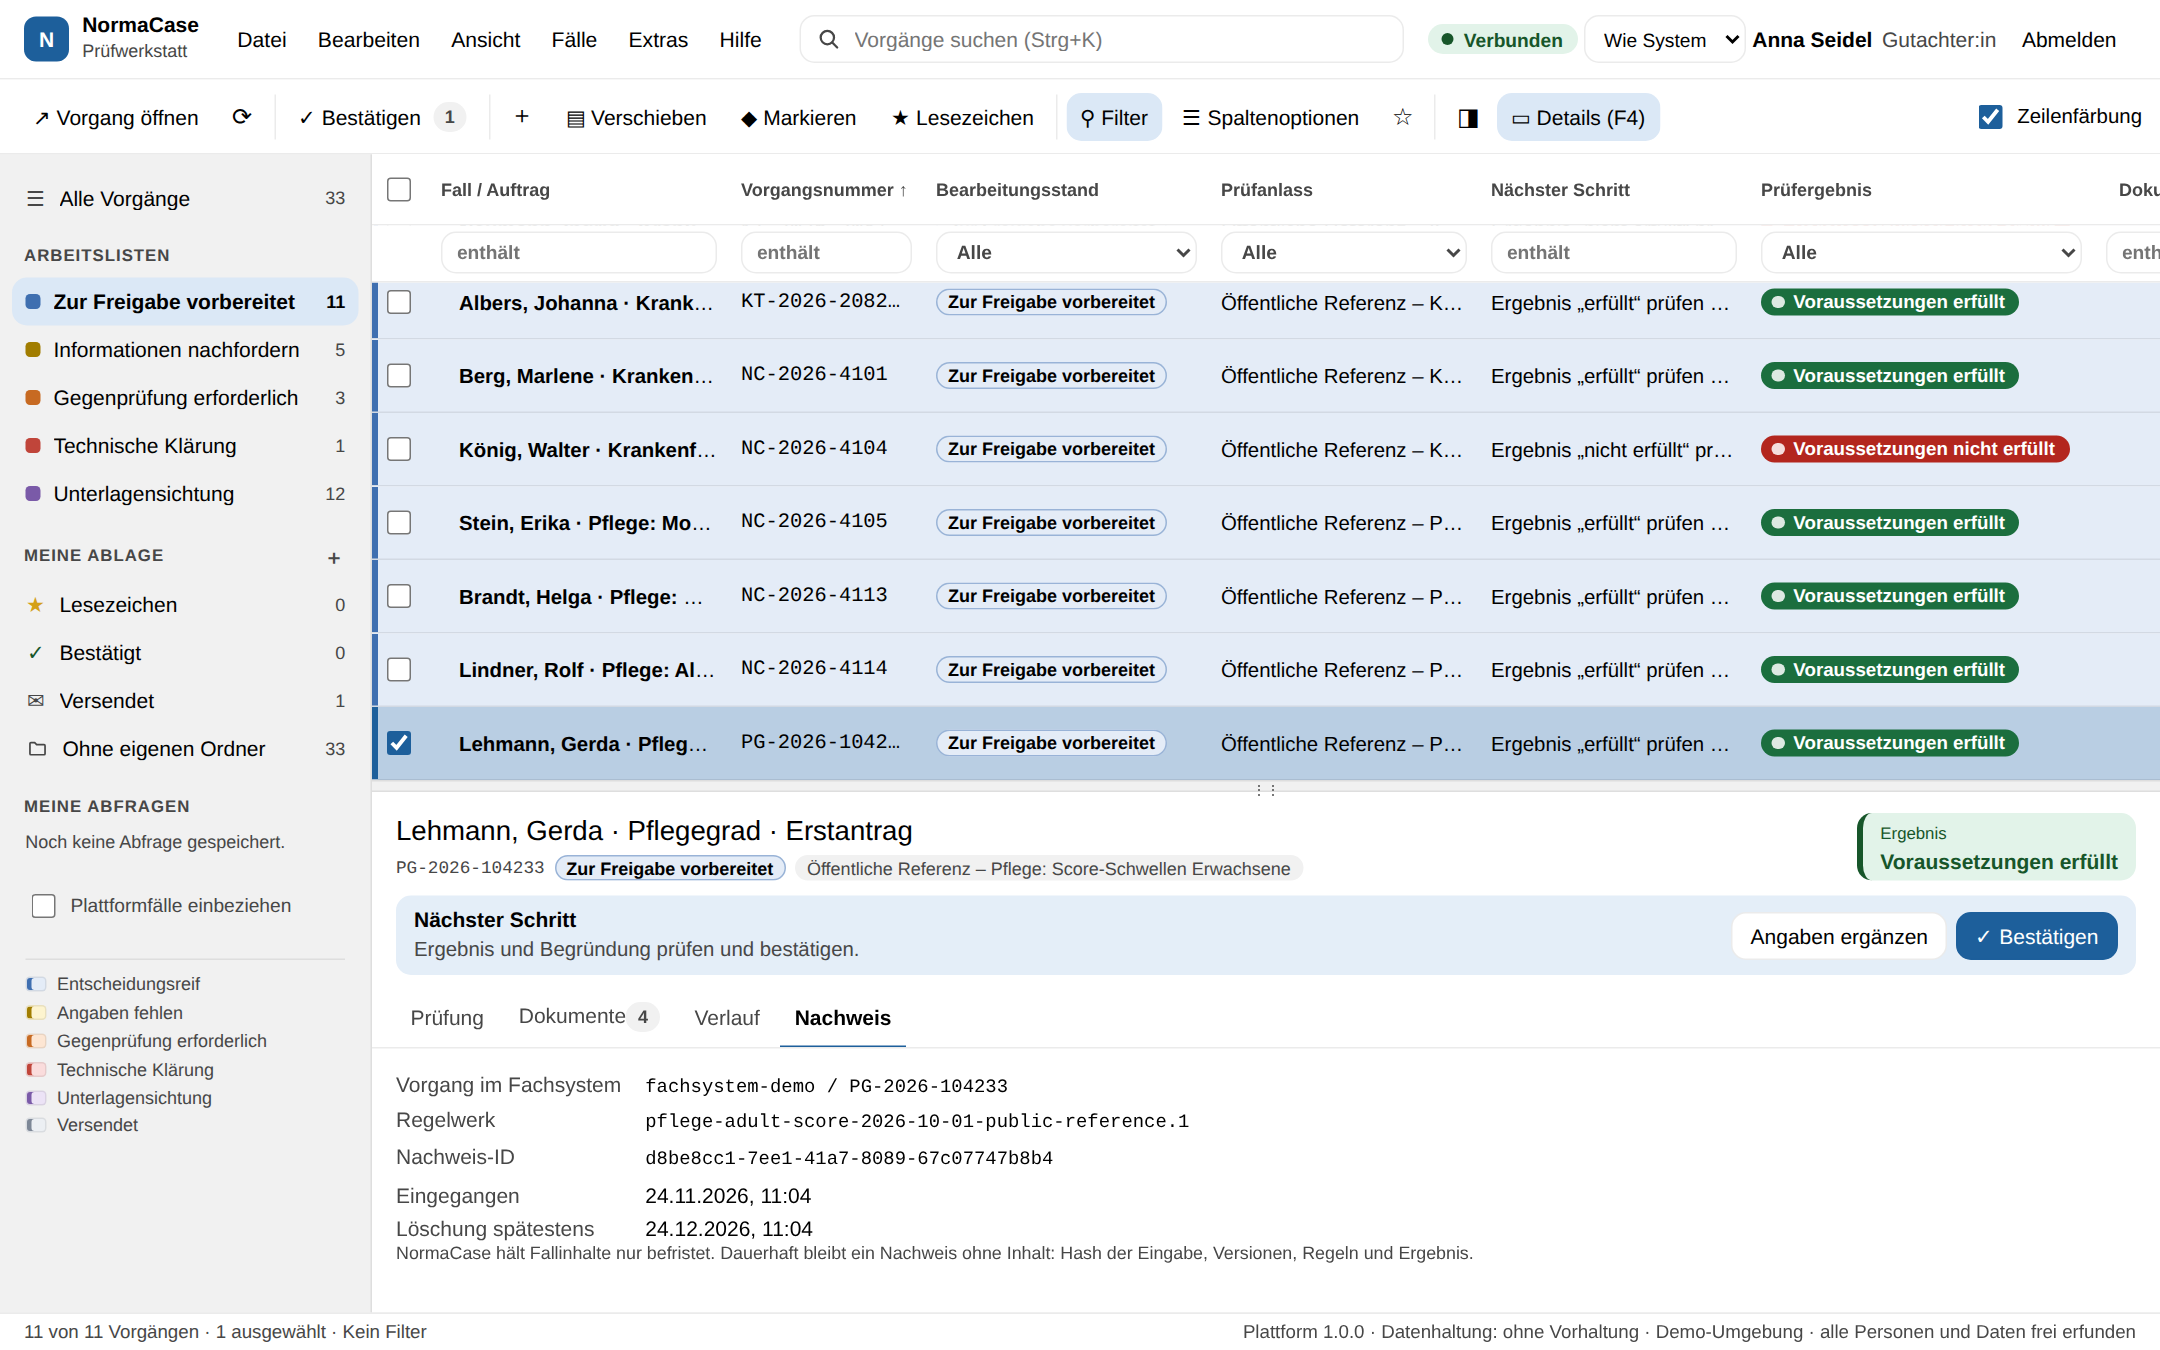 N NormaCase
Prüfwerkstatt
Datei Bearbeiten Ansicht Fälle Extras Hilfe
Vorgänge suchen (Strg+K)
Verbunden
Wie System
Anna Seidel Gutachter:in Abmelden
↗ Vorgang öffnen ⟳ ✓ Bestätigen 1 + ▤ Verschieben ◆ Markieren ★ Lesezeichen ⚲ Filter ☰ Spaltenoptionen ☆ ◨ ▭ Details (F4) Zeilenfärbung
☰ Alle Vorgänge 33
ARBEITSLISTEN
Zur Freigabe vorbereitet 11
Informationen nachfordern 5
Gegenprüfung erforderlich 3
Technische Klärung 1
Unterlagensichtung 12
MEINE ABLAGE +
★ Lesezeichen 0
✓ Bestätigt 0
✉ Versendet 1
Ohne eigenen Ordner 33
MEINE ABFRAGEN
Noch keine Abfrage gespeichert.
Plattformfälle einbeziehen
Entscheidungsreif
Angaben fehlen
Gegenprüfung erforderlich
Technische Klärung
Unterlagensichtung
Versendet
Fall / Auftrag Vorgangsnummer ↑ Bearbeitungsstand Prüfanlass Nächster Schritt Prüfergebnis Doku
enthält enthält Alle Alle enthält Alle enth
Albers, Johanna · Krank… KT-2026-2082… Zur Freigabe vorbereitet Öffentliche Referenz – K… Ergebnis „erfüllt“ prüfen … Voraussetzungen erfüllt
Berg, Marlene · Kranken… NC-2026-4101 Zur Freigabe vorbereitet Öffentliche Referenz – K… Ergebnis „erfüllt“ prüfen … Voraussetzungen erfüllt
König, Walter · Krankenf… NC-2026-4104 Zur Freigabe vorbereitet Öffentliche Referenz – K… Ergebnis „nicht erfüllt“ pr… Voraussetzungen nicht erfüllt
Stein, Erika · Pflege: Mo… NC-2026-4105 Zur Freigabe vorbereitet Öffentliche Referenz – P… Ergebnis „erfüllt“ prüfen … Voraussetzungen erfüllt
Brandt, Helga · Pflege: … NC-2026-4113 Zur Freigabe vorbereitet Öffentliche Referenz – P… Ergebnis „erfüllt“ prüfen … Voraussetzungen erfüllt
Lindner, Rolf · Pflege: Al… NC-2026-4114 Zur Freigabe vorbereitet Öffentliche Referenz – P… Ergebnis „erfüllt“ prüfen … Voraussetzungen erfüllt
Lehmann, Gerda · Pfleg… PG-2026-1042… Zur Freigabe vorbereitet Öffentliche Referenz – P… Ergebnis „erfüllt“ prüfen … Voraussetzungen erfüllt
Lehmann, Gerda · Pflegegrad · Erstantrag
PG-2026-104233 Zur Freigabe vorbereitet Öffentliche Referenz – Pflege: Score-Schwellen Erwachsene
Ergebnis
Voraussetzungen erfüllt
Nächster Schritt
Ergebnis und Begründung prüfen und bestätigen.
Angaben ergänzen ✓ Bestätigen
Prüfung Dokumente 4 Verlauf Nachweis
Vorgang im Fachsystem fachsystem-demo / PG-2026-104233
Regelwerk pflege-adult-score-2026-10-01-public-reference.1
Nachweis-ID d8be8cc1-7ee1-41a7-8089-67c07747b8b4
Eingegangen 24.11.2026, 11:04
Löschung spätestens 24.12.2026, 11:04
NormaCase hält Fallinhalte nur befristet. Dauerhaft bleibt ein Nachweis ohne Inhalt: Hash der Eingabe, Versionen, Regeln und Ergebnis.
11 von 11 Vorgängen · 1 ausgewählt · Kein Filter
Plattform 1.0.0 · Datenhaltung: ohne Vorhaltung · Demo-Umgebung · alle Personen und Daten frei erfunden